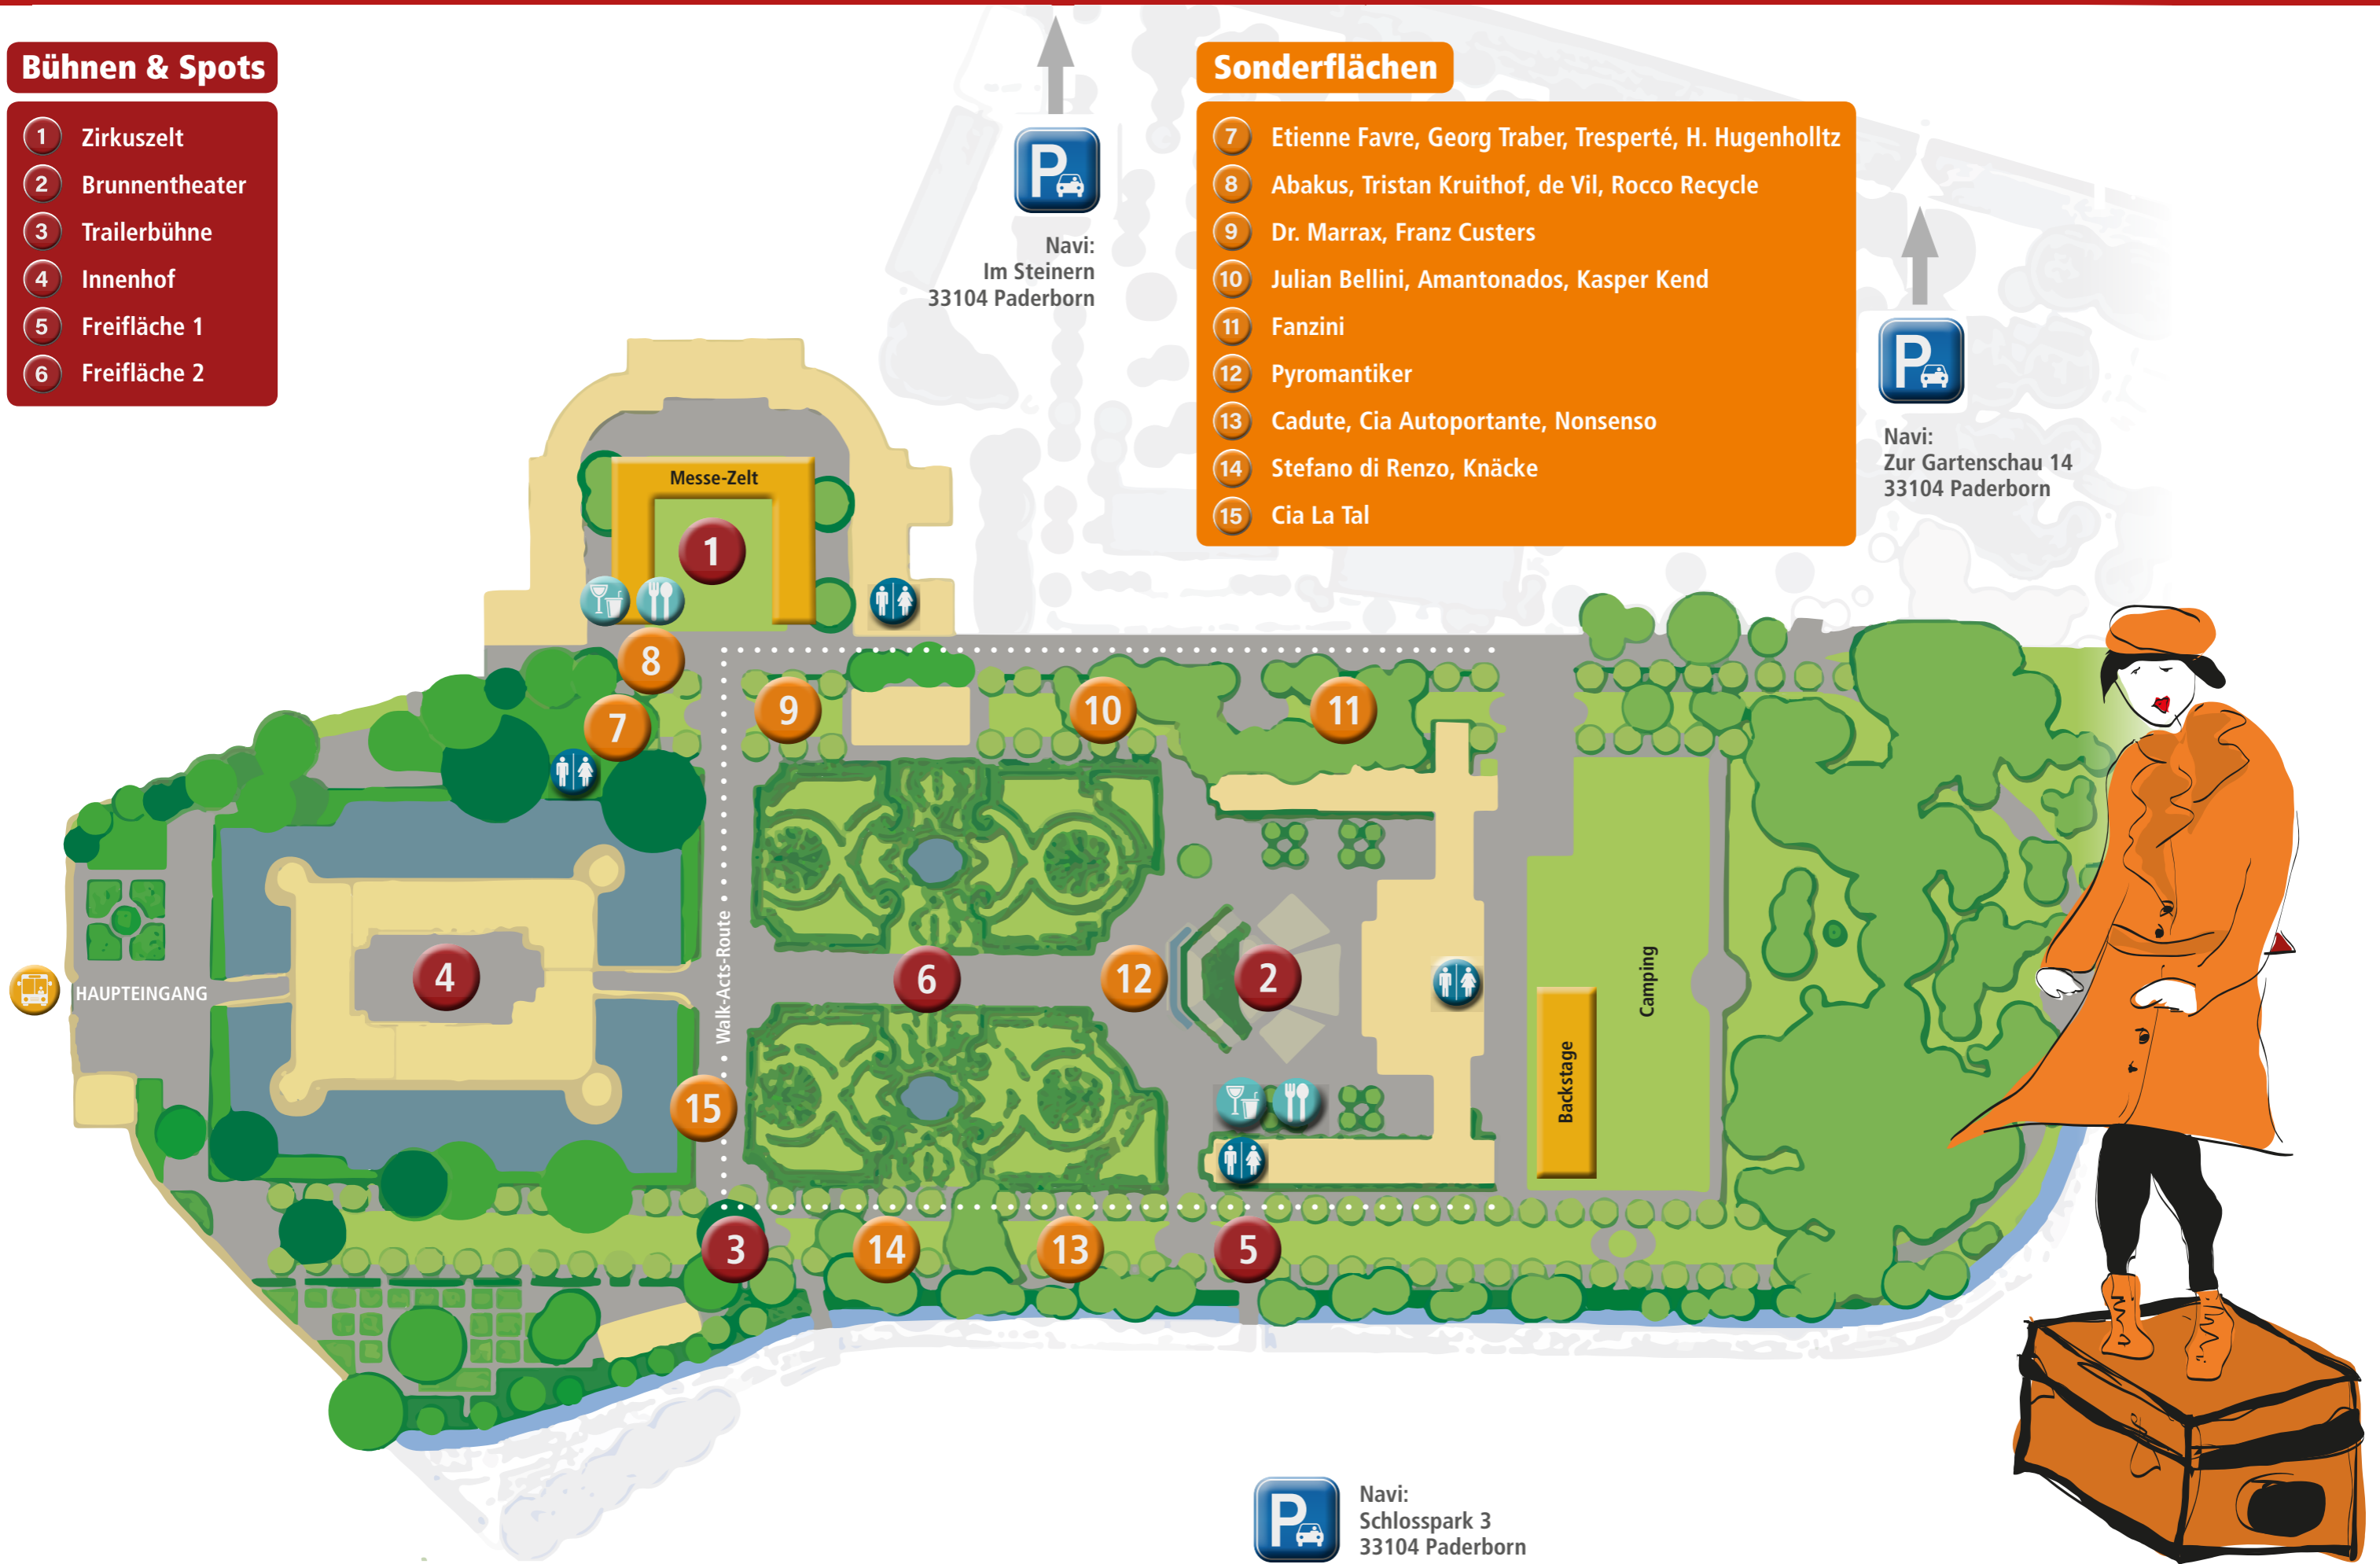 Bühnen & Spots
1 Zirkuszelt
2 Brunnentheater
3 Trailerbühne
4 Innenhof
5 Freifläche 1
6 Freifläche 2
P
Navi:
Im Steinern
33104 Paderborn
Sonderflächen
7 Etienne Favre, Georg Traber, Tresperté, H. Hugenholltz
8 Abakus, Tristan Kruithof, de Vil, Rocco Recycle
9 Dr. Marrax, Franz Custers
10 Julian Bellini, Amantonados, Kasper Kend
11 Fanzini
12 Pyromantiker
13 Cadute, Cia Autoportante, Nonsenso
14 Stefano di Renzo, Knäcke
15 Cia La Tal
P
Navi:
Zur Gartenschau 14
33104 Paderborn
Messe-Zelt
1
8
7
9
10
11
Walk-Acts-Route
HAUPTEINGANG
4
6
12
2
Camping
Backstage
15
3
14
13
5
P
Navi:
Schlosspark 3
33104 Paderborn